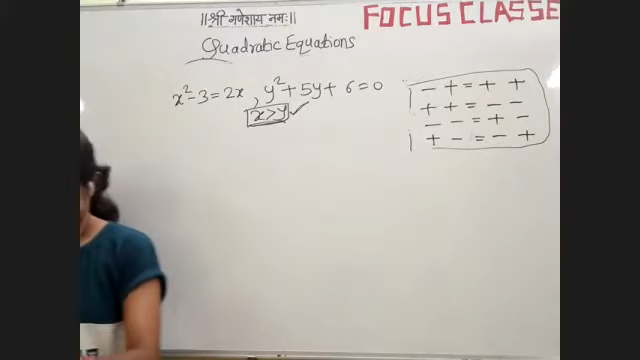 ||श्री गणेशाय नमः||
FOCUS CLASSE
Quadratic Equations
x²-3=2x , y²+5y+6=0
x>y ✓
- + = + +
+ + = - -
- - = + -
+ - = - +